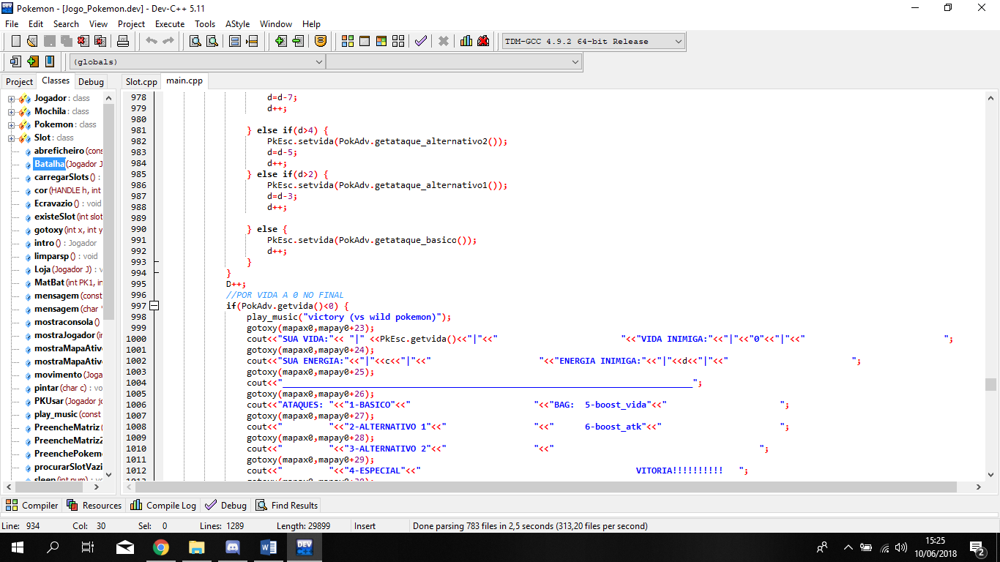 Pokemon - [Jogo_Pokemon.dev] - Dev-C++ 5.11
File Edit Search View Project Execute Tools AStyle Window Help
TDM-GCC 4.9.2 64-bit Release
(globals)
Project Classes Debug
Slot.cpp main.cpp
Jogador : class
Mochila : class
Pokemon : class
Slot : class
abreficheiro (cons
Batalha (Jogador J
carregarSlots () :
cor (HANDLE h, int
Ecravazio () : void
existeSlot (int slot
gotoxy (int x, int y
intro () : Jogador
limparsp () : void
Loja (Jogador J) : v
MatBat (int PK1, in
mensagem (const
mensagem (char *
mostraconsola ()
mostraJogador (in
mostraMapaAtiv
mostraMapaAtiv
movimento (Joga
pintar (char c) : vo
PKUsar (Jogador jo
play_music (const
PreencheMatriz (
PreencheMatrizZ
PreenchePokem
procurarSlotVazi
sleep (int num) : vo
978 d=d-7;
979 d++;
980
981 } else if(d>4) {
982 PkEsc.setvida(PokAdv.getataque_alternativo2());
983 d=d-5;
984 d++;
985 } else if(d>2) {
986 PkEsc.setvida(PokAdv.getataque_alternativo1());
987 d=d-3;
988 d++;
989
990 } else {
991 PkEsc.setvida(PokAdv.getataque_basico());
992 d++;
993 }
994 }
995 D++;
996 //POR VIDA A 0 NO FINAL
997 if(PokAdv.getvida()<0) {
998 play_music("victory (vs wild pokemon)");
999 gotoxy(mapax0,mapay0+23);
1000 cout<<"SUA VIDA:"<< "|" <<PkEsc.getvida()<<"|"<<" "<<"VIDA INIMIGA:"<<"|"<<"0"<<"|"<<" ";
1001 gotoxy(mapax0,mapay0+24);
1002 cout<<"SUA ENERGIA:"<<"|"<<c<<"|"<<" "<<"ENERGIA INIMIGA:"<<"|"<<d<<"|"<<" ";
1003 gotoxy(mapax0,mapay0+25);
1004 cout<<"________________________________________________________________________________";
1005 gotoxy(mapax0,mapay0+26);
1006 cout<<"ATAQUES: "<<"1-BASICO"<<" "<<"BAG: 5-boost_vida"<<" ";
1007 gotoxy(mapax0,mapay0+27);
1008 cout<<" "<<"2-ALTERNATIVO 1"<<" "<<" 6-boost_atk"<<" ";
1009 gotoxy(mapax0,mapay0+28);
1010 cout<<" "<<"3-ALTERNATIVO 2"<<" "<<" ";
1011 gotoxy(mapax0,mapay0+29);
1012 cout<<" "<<"4-ESPECIAL"<<" VITORIA!!!!!!!!!! ";
1013 gotoxy(mapax0,mapay0+30);
Compiler Resources Compile Log Debug Find Results
Line: 934 Col: 30 Sel: 0 Lines: 1289 Length: 29899 Insert Done parsing 783 files in 2,5 seconds (313,20 files per second)
15:25
10/06/2018
2